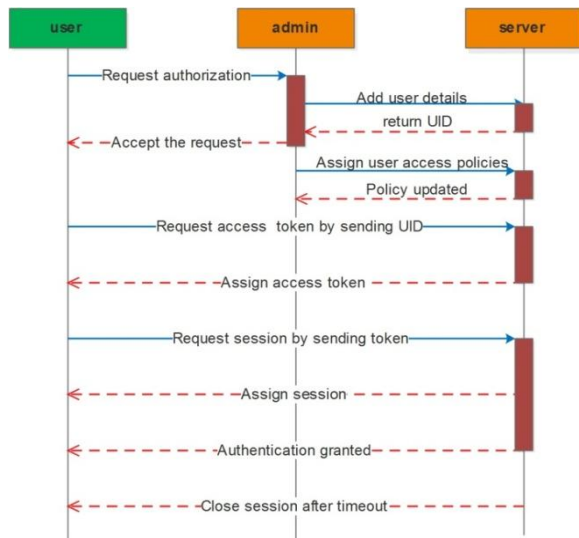 user admin server
Request authorization
Add user details
return UID
Accept the request
Assign user access policies
Policy updated
Request access token by sending UID
Assign access token
Request session by sending token
Assign session
Authentication granted
Close session after timeout